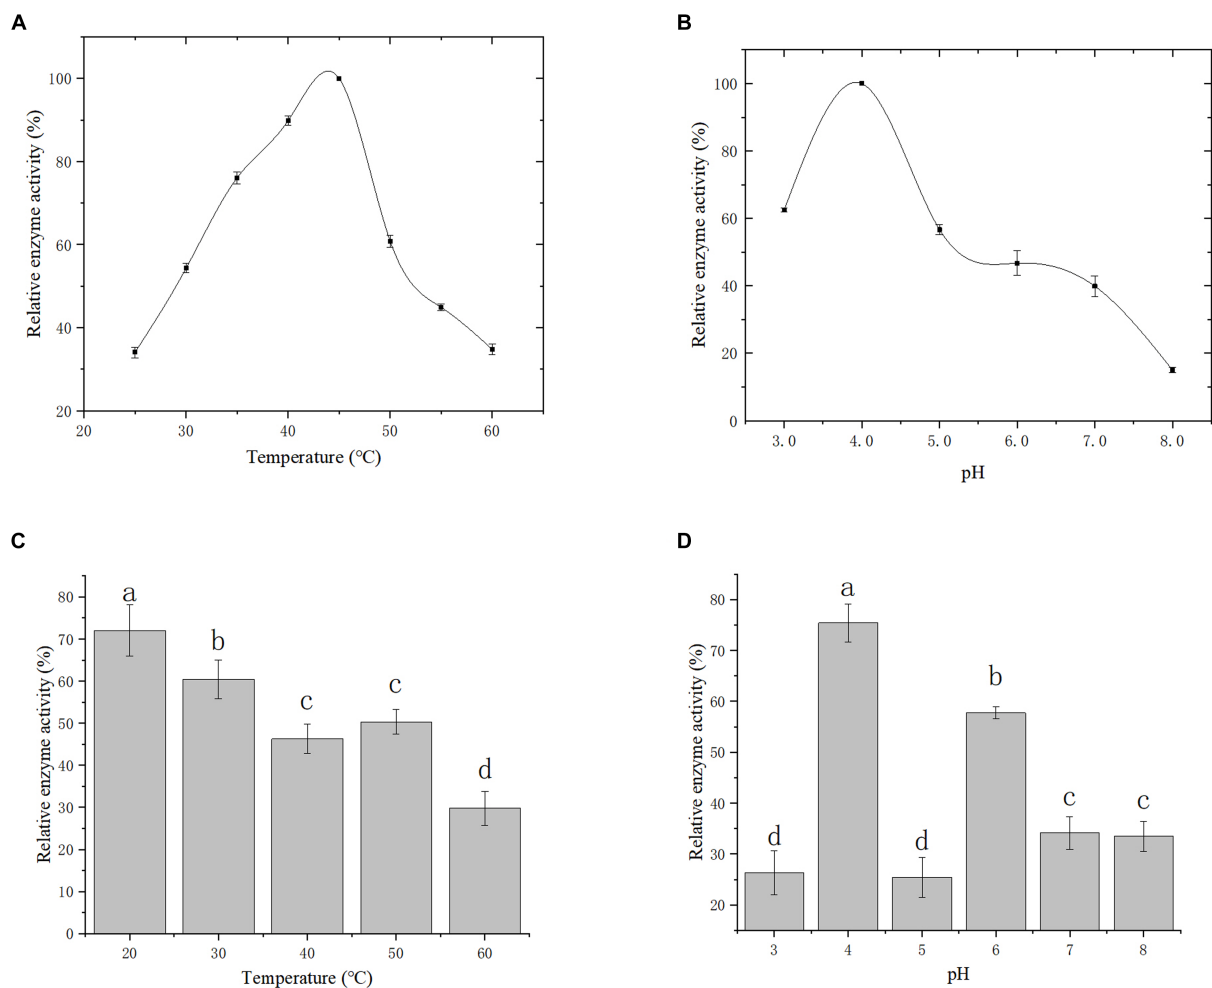 A
Relative enzyme activity (%)
100
80
60
40
20
20 30 40 50 60
Temperature (℃)
B
Relative enzyme activity (%)
100
80
60
40
20
0
3.0 4.0 5.0 6.0 7.0 8.0
pH
C
Relative enzyme activity (%)
80
70
60
50
40
30
20
10
0
a
b
c
c
d
20 30 40 50 60
Temperature (℃)
D
Relative enzyme activity (%)
80
70
60
50
40
30
20
d
a
d
b
c
c
3 4 5 6 7 8
pH